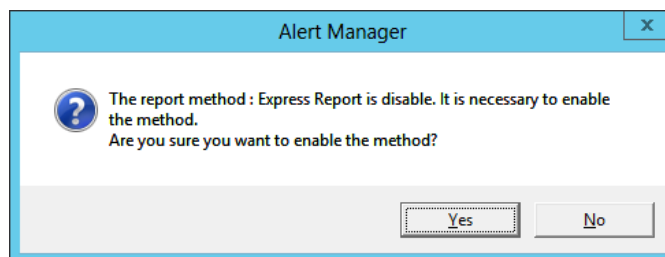 Alert Manager
x
The report method : Express Report is disable. It is necessary to enable
the method.
Are you sure you want to enable the method?
Yes
No